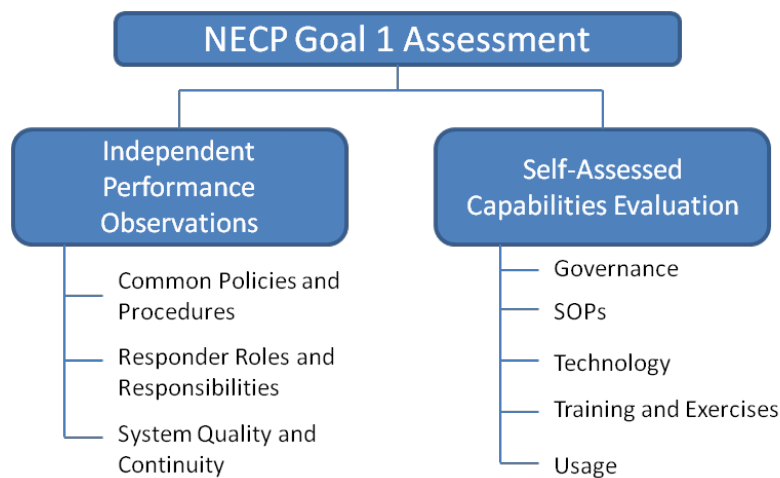 NECP Goal 1 Assessment
Independent
Performance
Observations
Common Policies and
Procedures
Responder Roles and
Responsibilities
System Quality and
Continuity
Self-Assessed
Capabilities Evaluation
Governance
SOPs
Technology
Training and Exercises
Usage